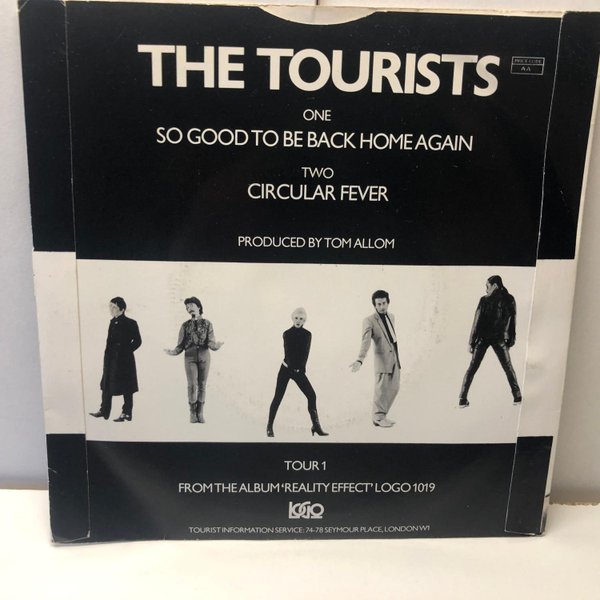 THE TOURISTS
PRICE CODE
AA
ONE
SO GOOD TO BE BACK HOME AGAIN
TWO
CIRCULAR FEVER
PRODUCED BY TOM ALLOM
TOUR 1
FROM THE ALBUM ‘REALITY EFFECT’ LOGO 1019
LOGO
TOURIST INFORMATION SERVICE: 74-78 SEYMOUR PLACE, LONDON W1